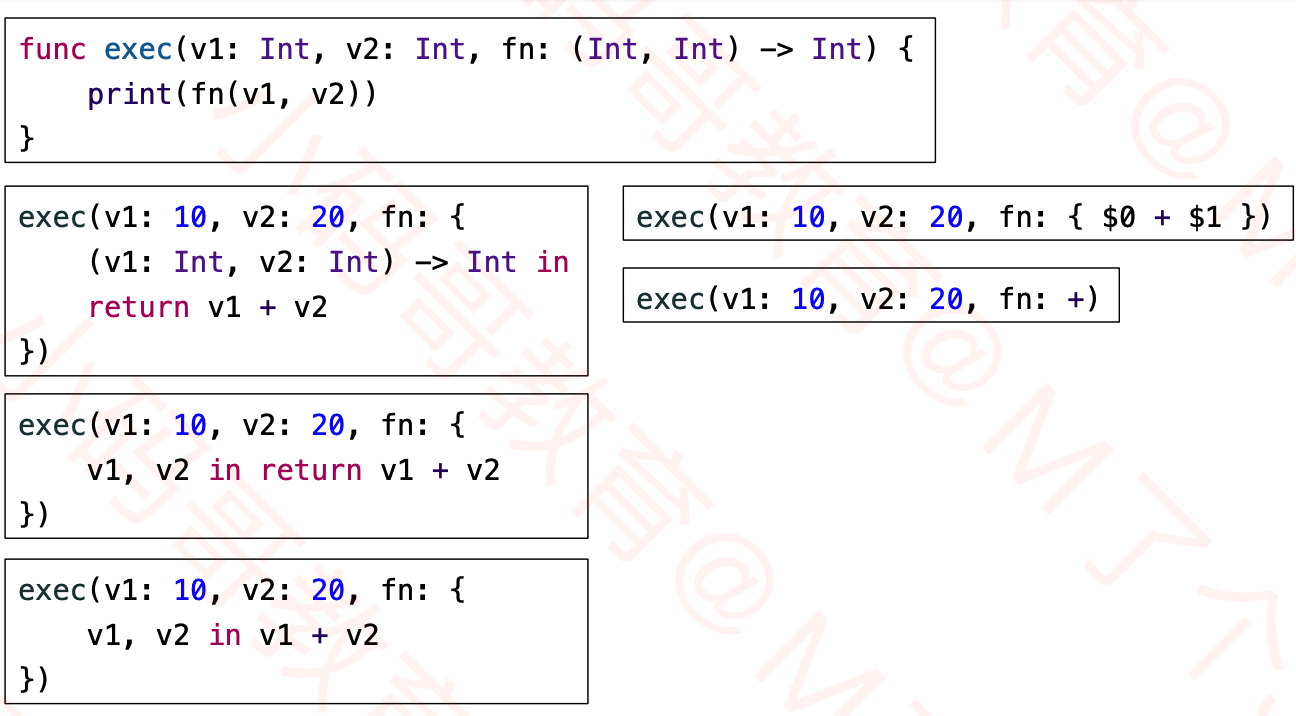 func exec(v1: Int, v2: Int, fn: (Int, Int) -> Int) {
    print(fn(v1, v2))
}
exec(v1: 10, v2: 20, fn: {
    (v1: Int, v2: Int) -> Int in
    return v1 + v2
})
exec(v1: 10, v2: 20, fn: {
    v1, v2 in return v1 + v2
})
exec(v1: 10, v2: 20, fn: {
    v1, v2 in v1 + v2
})
exec(v1: 10, v2: 20, fn: { $0 + $1 })
exec(v1: 10, v2: 20, fn: +)
小码哥教育@M了个